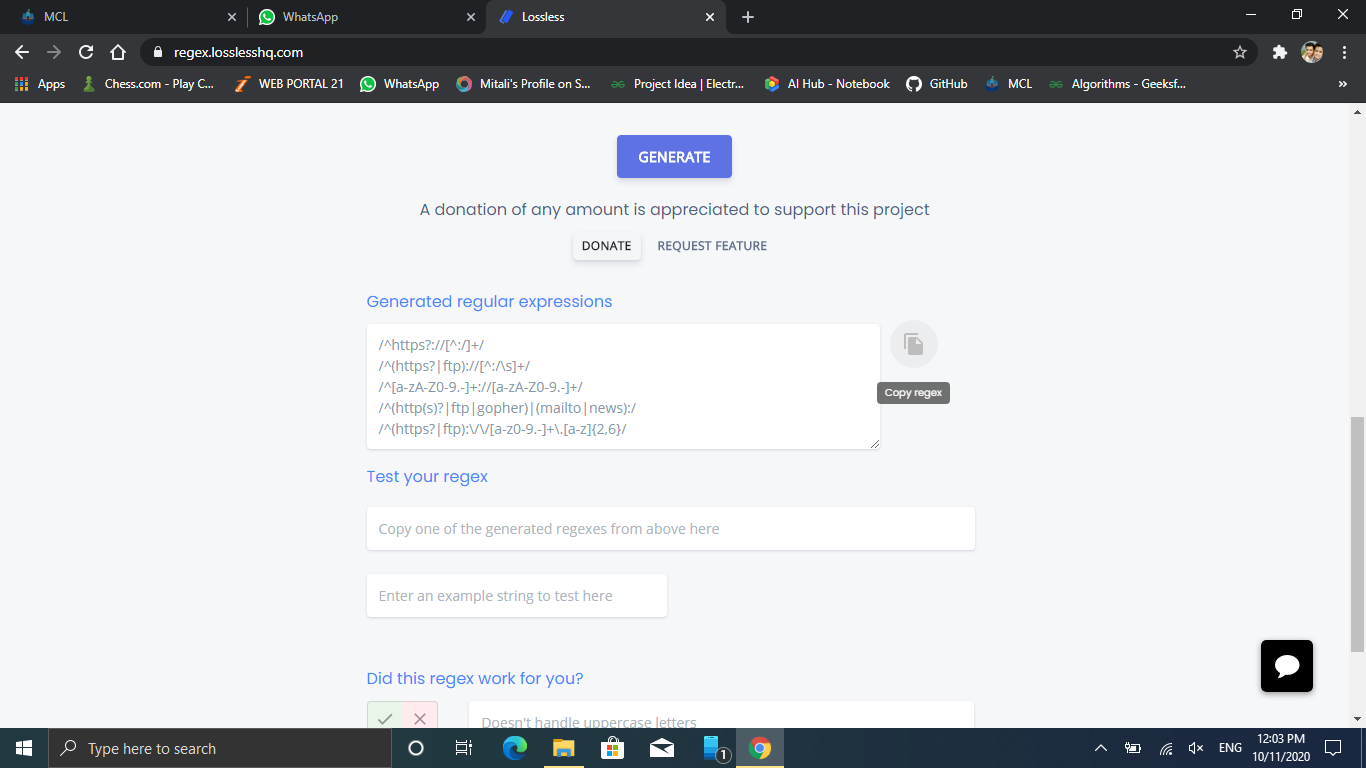 MCL
WhatsApp
Lossless
regex.losslesshq.com
Apps
Chess.com - Play C...
WEB PORTAL 21
WhatsApp
Mitali's Profile on S...
Project Idea | Electr...
AI Hub - Notebook
GitHub
MCL
Algorithms - Geeksf...
GENERATE
A donation of any amount is appreciated to support this project
DONATE
REQUEST FEATURE
Generated regular expressions
/^https?://[^:/]+/
/^(https?|ftp)://[^:/\s]+/
/^[a-zA-Z0-9.-]+://[a-zA-Z0-9.-]+/
/^(http(s)?|ftp|gopher)|(mailto|news):/
/^(https?|ftp):\/\/[a-z0-9.-]+\.[a-z]{2,6}/
Copy regex
Test your regex
Copy one of the generated regexes from above here
Enter an example string to test here
Did this regex work for you?
Doesn't handle uppercase letters
Type here to search
1
ENG
12:03 PM
10/11/2020